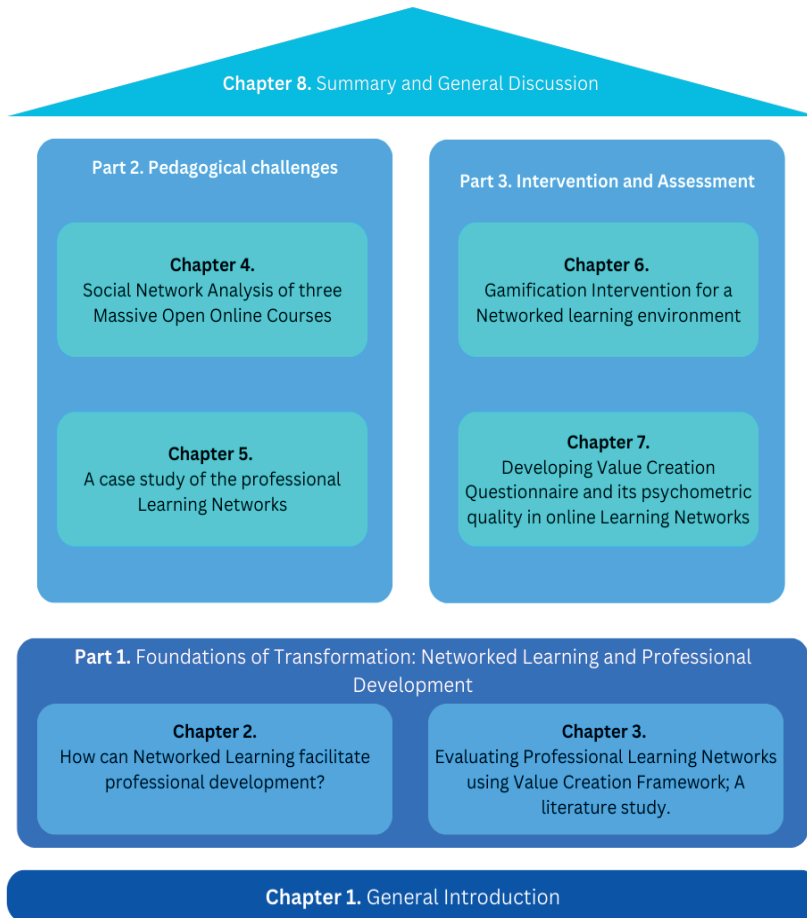 Chapter 8. Summary and General Discussion
Part 2. Pedagogical challenges
Chapter 4.
Social Network Analysis of three
Massive Open Online Courses
Chapter 5.
A case study of the professional
Learning Networks
Part 3. Intervention and Assessment
Chapter 6.
Gamification Intervention for a
Networked learning environment
Chapter 7.
Developing Value Creation
Questionnaire and its psychometric
quality in online Learning Networks
Part 1. Foundations of Transformation: Networked Learning and Professional
Development
Chapter 2.
How can Networked Learning facilitate
professional development?
Chapter 3.
Evaluating Professional Learning Networks
using Value Creation Framework; A
literature study.
Chapter 1. General Introduction